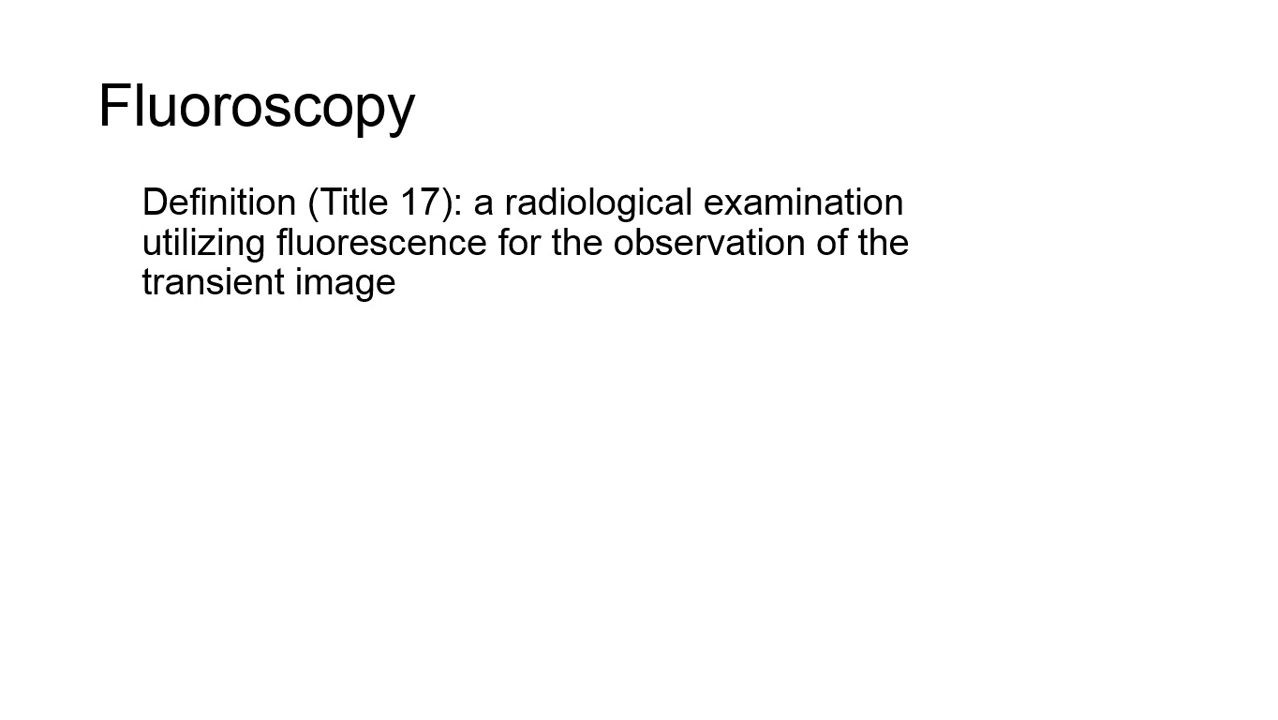 Fluoroscopy
Definition (Title 17): a radiological examination
utilizing fluorescence for the observation of the
transient image